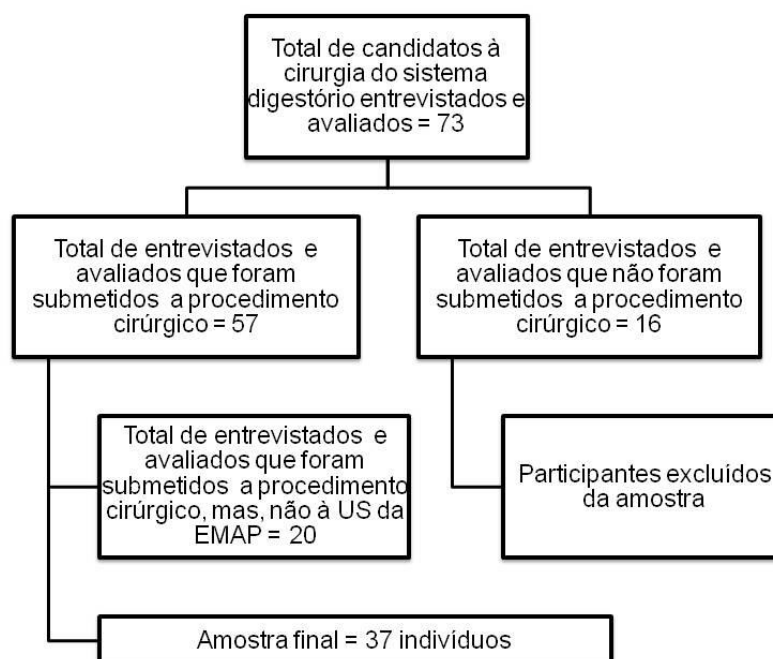 Total de candidatos à
cirurgia do sistema
digestório entrevistados e
avaliados = 73
Total de entrevistados e
avaliados que foram
submetidos a procedimento
cirúrgico = 57
Total de entrevistados e
avaliados que não foram
submetidos a procedimento
cirúrgico = 16
Total de entrevistados e
avaliados que foram
submetidos a procedimento
cirúrgico, mas, não à US da
EMAP = 20
Participantes excluídos
da amostra
Amostra final = 37 indivíduos